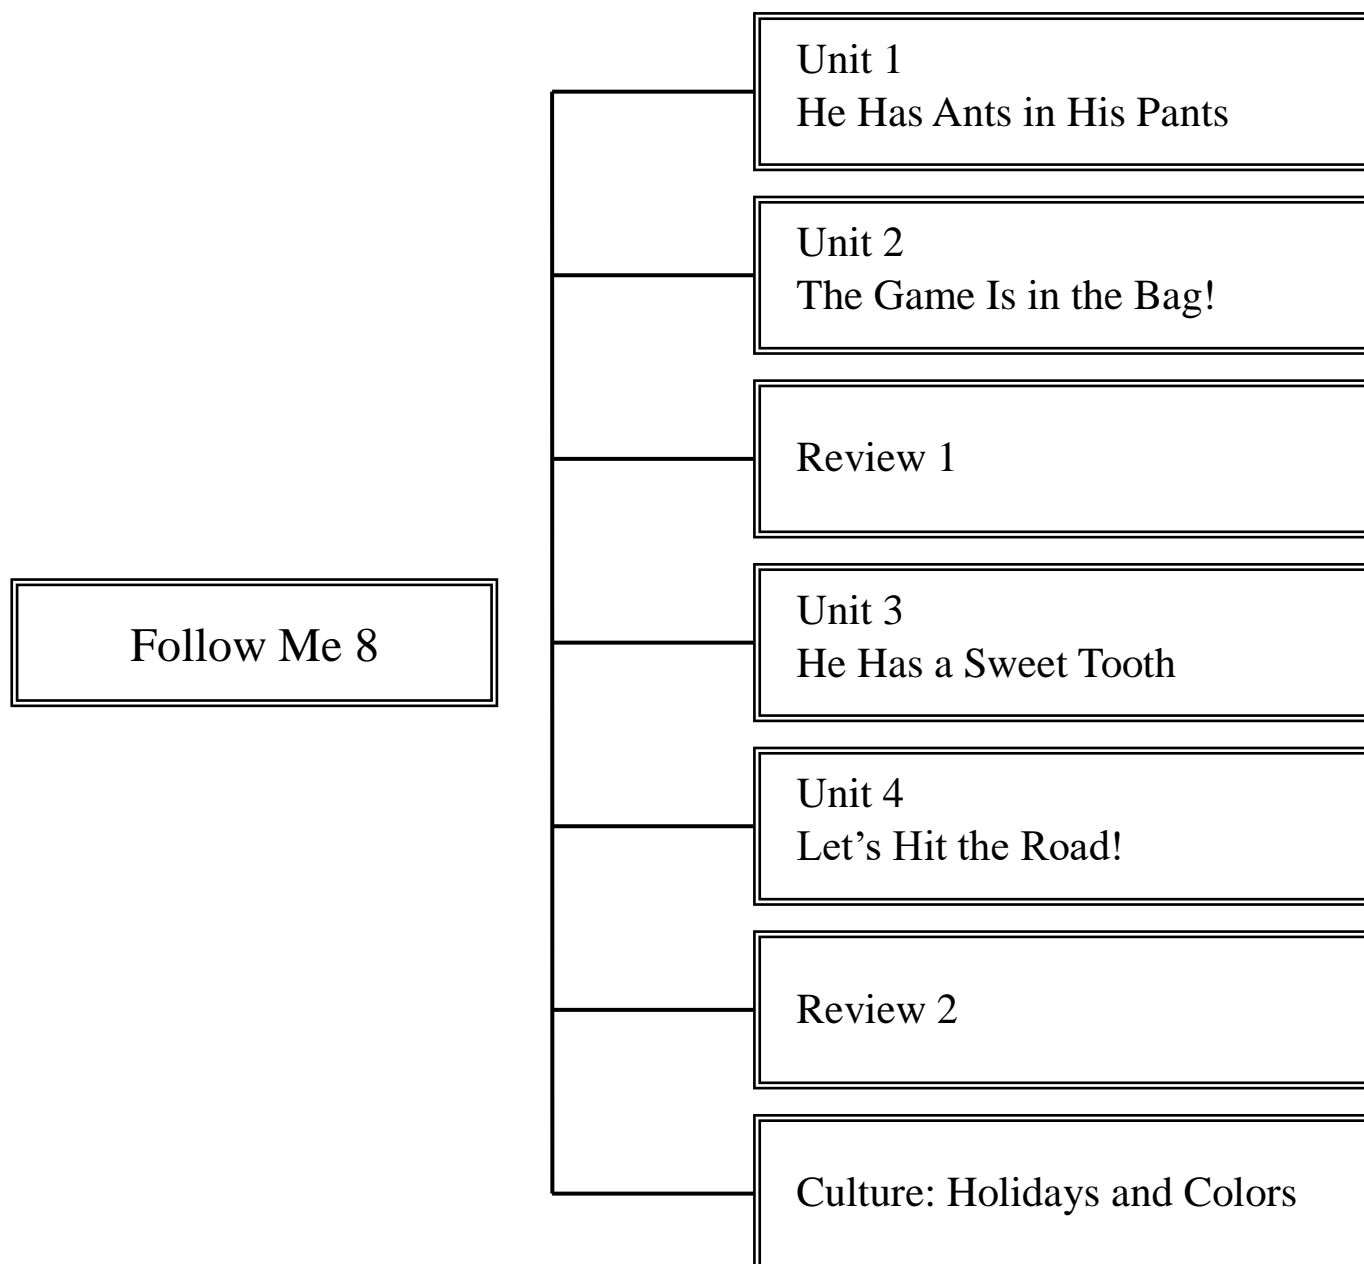 Follow Me 8
Unit 1
He Has Ants in His Pants
Unit 2
The Game Is in the Bag!
Review 1
Unit 3
He Has a Sweet Tooth
Unit 4
Let’s Hit the Road!
Review 2
Culture: Holidays and Colors